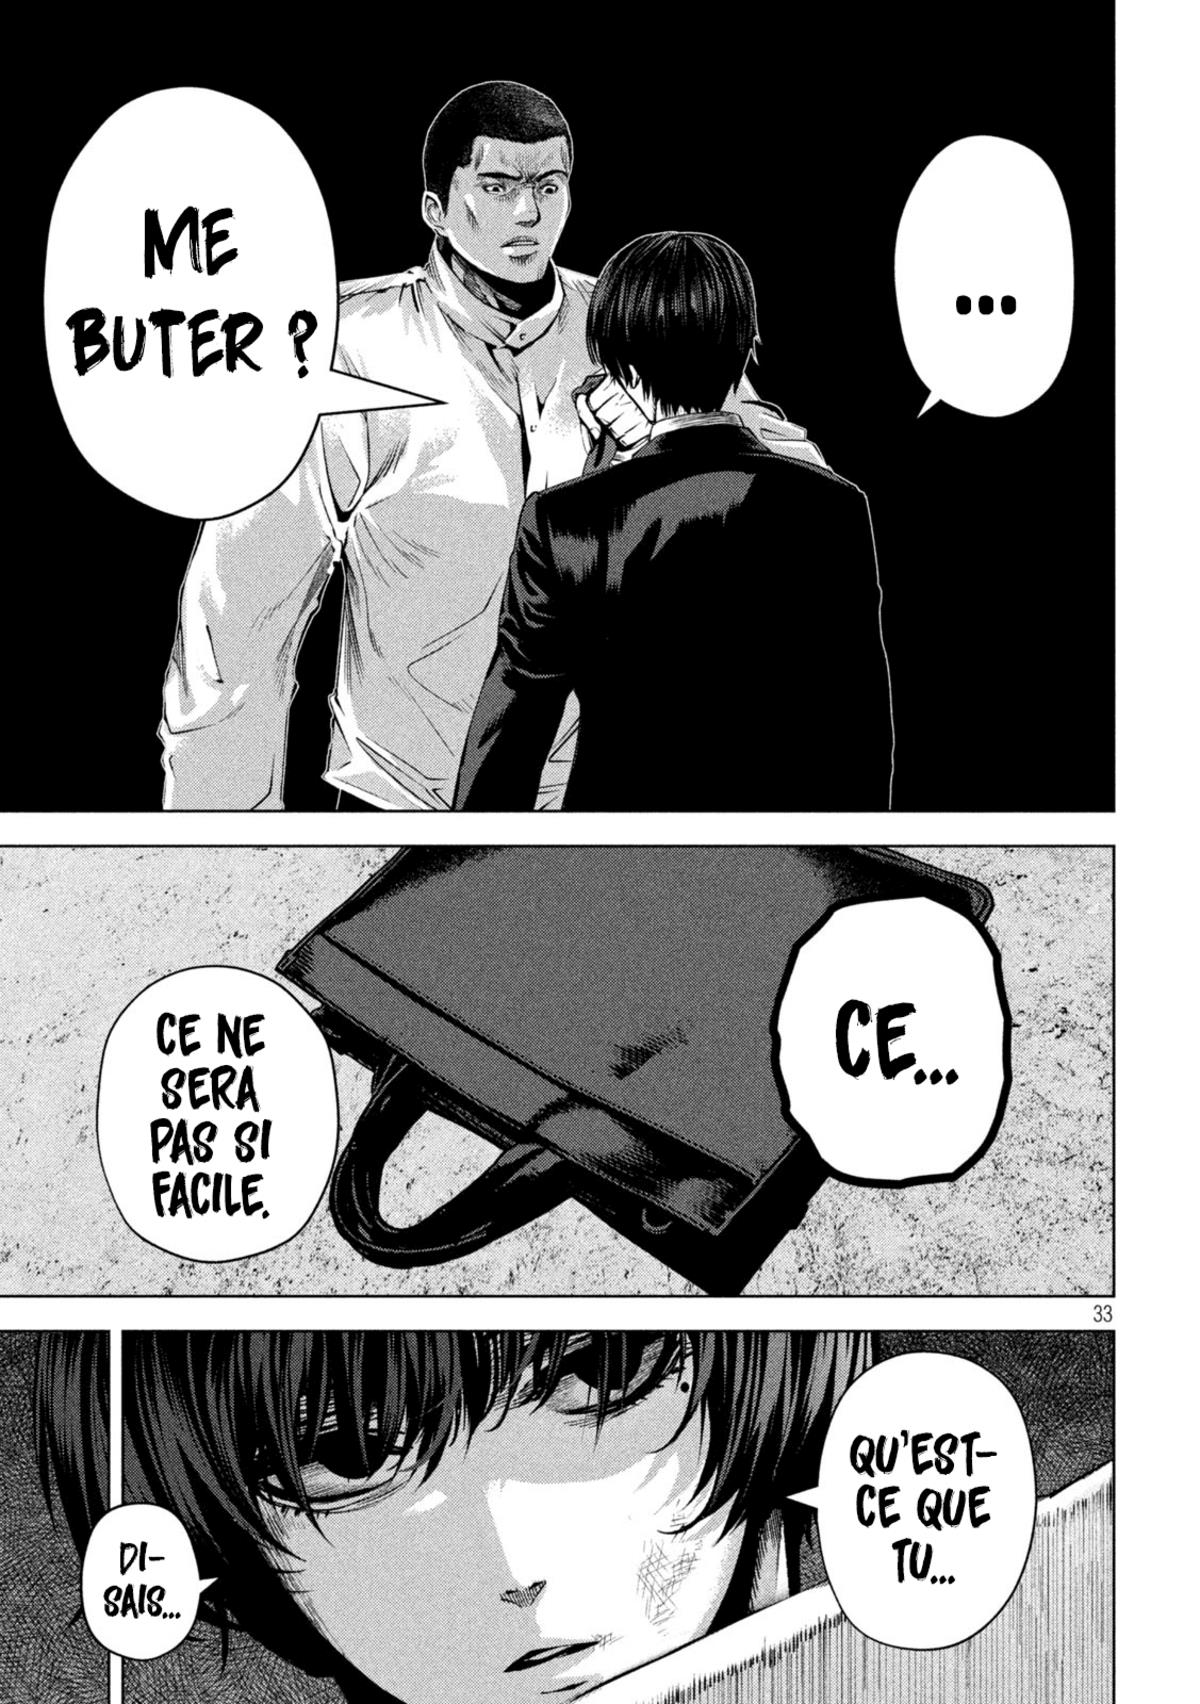 ...
ME
BUTER ?
CE...
CE NE
SERA
PAS SI
FACILE.
33
QU'EST-
CE QUE
TU...
DI-
SAIS...